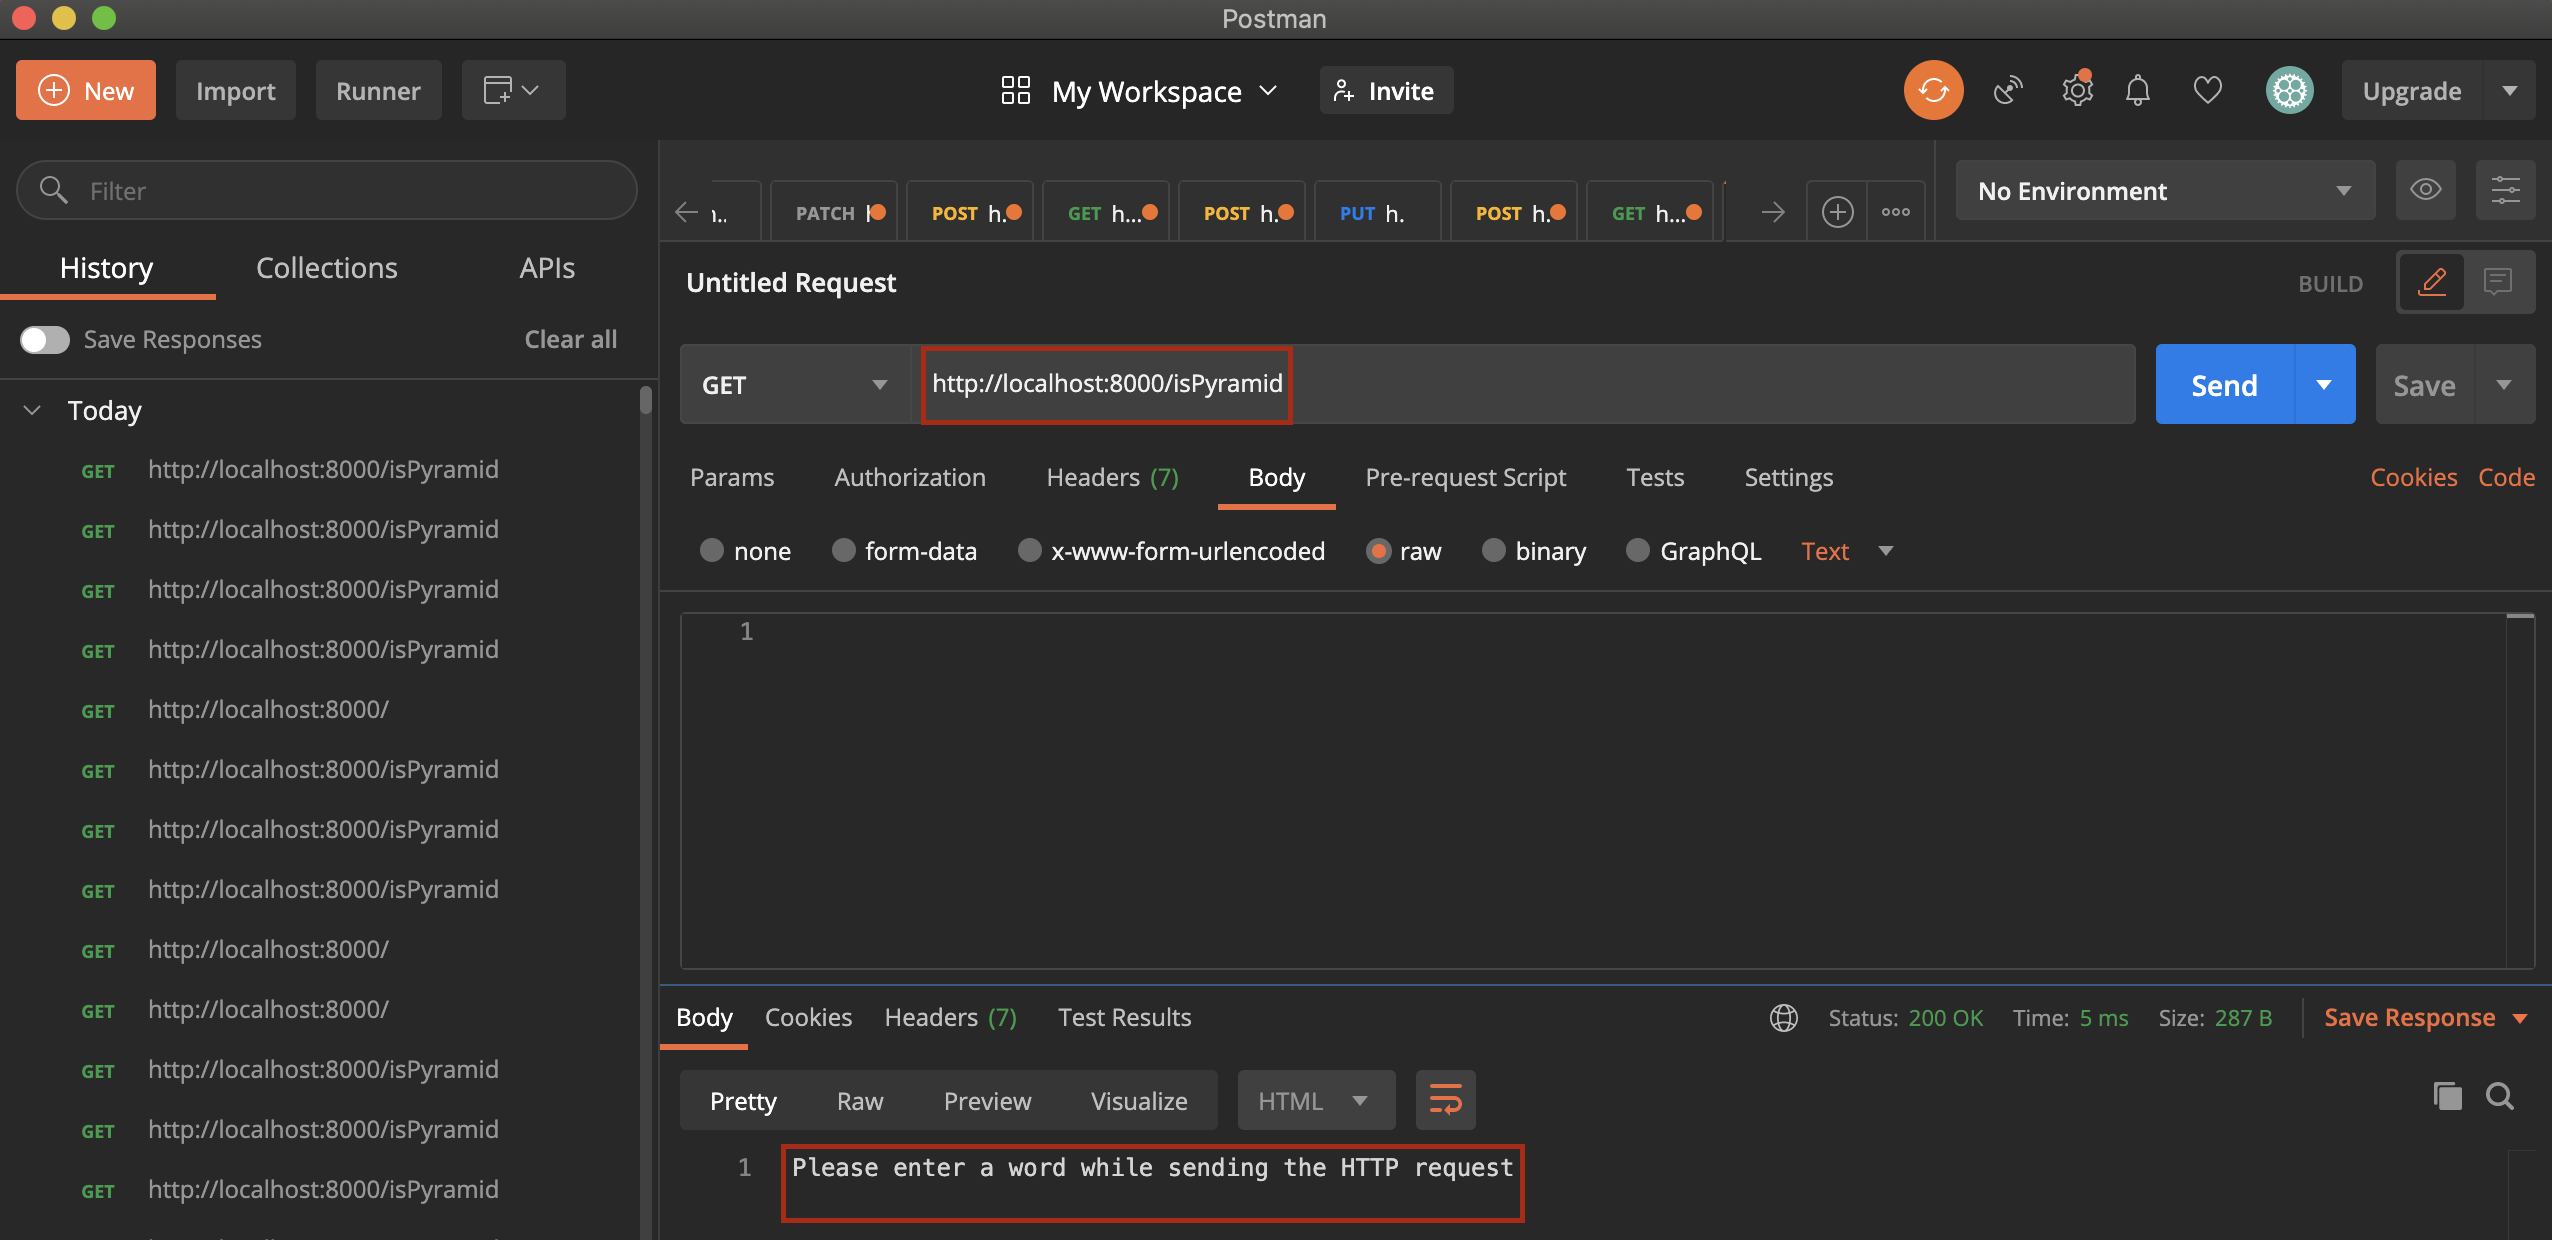 Postman
New
Import
Runner
My Workspace
Invite
Upgrade
Filter
History
Collections
APIs
Save Responses
Clear all
Today
GET http://localhost:8000/isPyramid
GET http://localhost:8000/isPyramid
GET http://localhost:8000/isPyramid
GET http://localhost:8000/isPyramid
GET http://localhost:8000/
GET http://localhost:8000/isPyramid
GET http://localhost:8000/isPyramid
GET http://localhost:8000/isPyramid
GET http://localhost:8000/
GET http://localhost:8000/
GET http://localhost:8000/isPyramid
GET http://localhost:8000/isPyramid
GET http://localhost:8000/isPyramid
PATCH
POST h.
GET h...
POST h.
PUT h.
POST h.
GET h...
No Environment
Untitled Request
BUILD
GET
http://localhost:8000/isPyramid
Send
Save
Params
Authorization
Headers (7)
Body
Pre-request Script
Tests
Settings
Cookies
Code
none
form-data
x-www-form-urlencoded
raw
binary
GraphQL
Text
1
Body
Cookies
Headers (7)
Test Results
Status: 200 OK
Time: 5 ms
Size: 287 B
Save Response
Pretty
Raw
Preview
Visualize
HTML
1 Please enter a word while sending the HTTP request